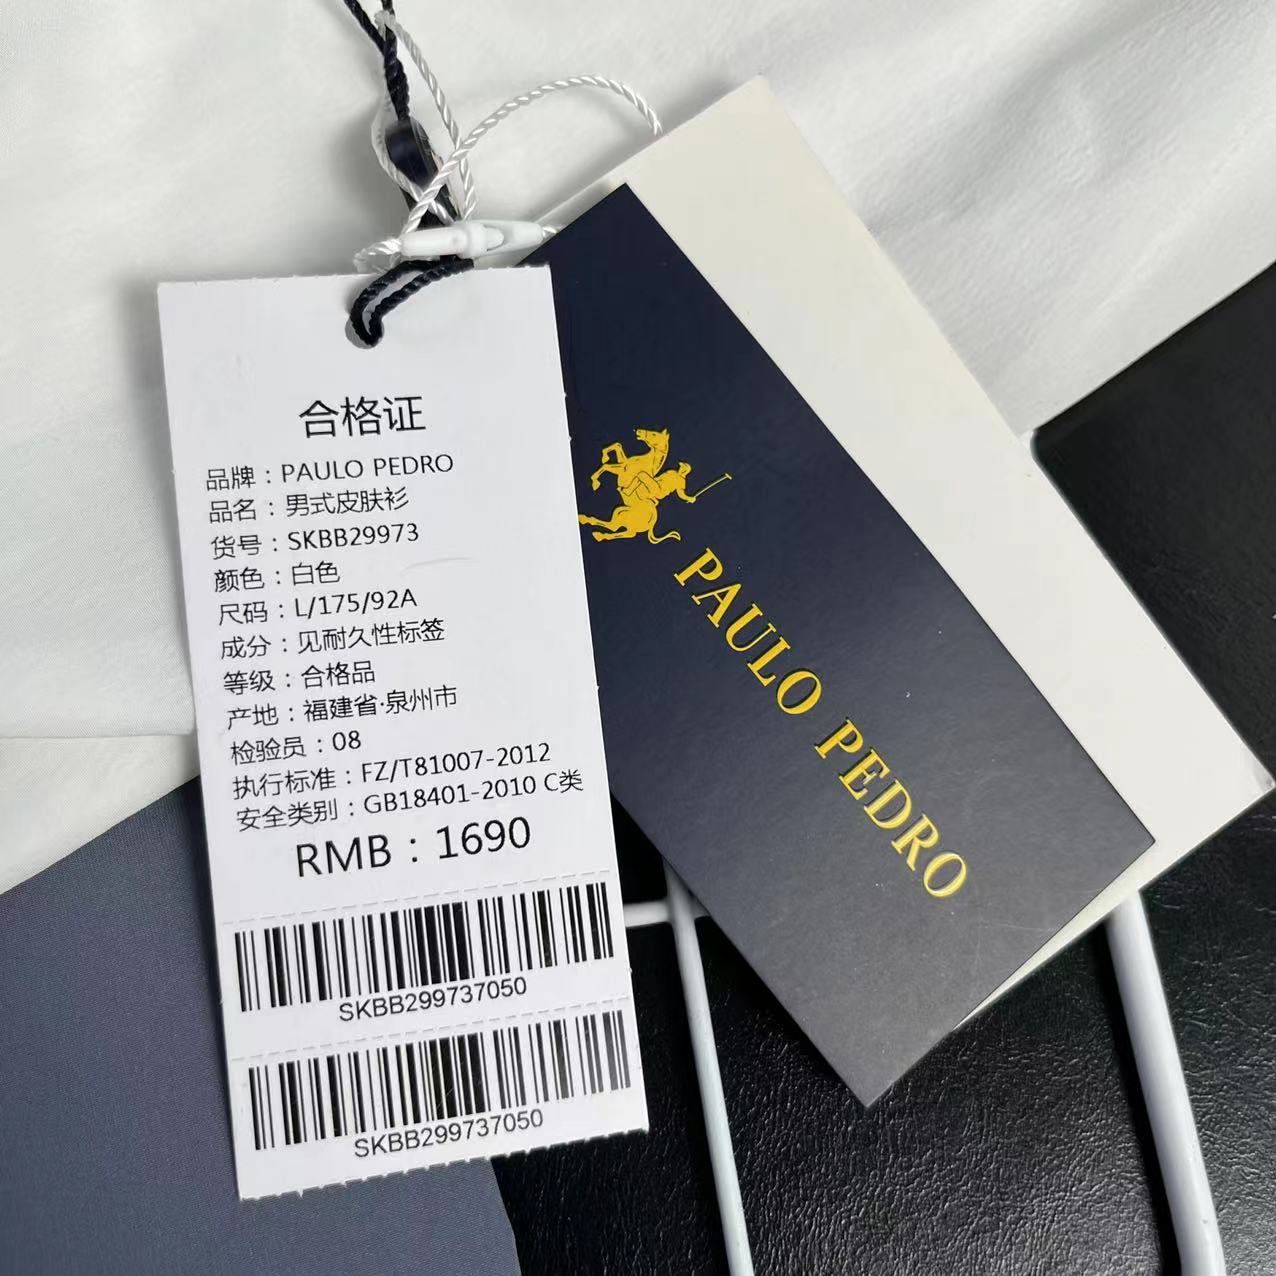 合格证
品牌：PAULO PEDRO
品名：男式皮肤衫
货号：SKBB29973
颜色：白色
尺码：L/175/92A
成分：见耐久性标签
等级：合格品
产地：福建省·泉州市
检验员：08
执行标准：FZ/T81007-2012
安全类别：GB18401-2010 C类
RMB：1690
SKBB299737050
SKBB299737050
PAULO PEDRO